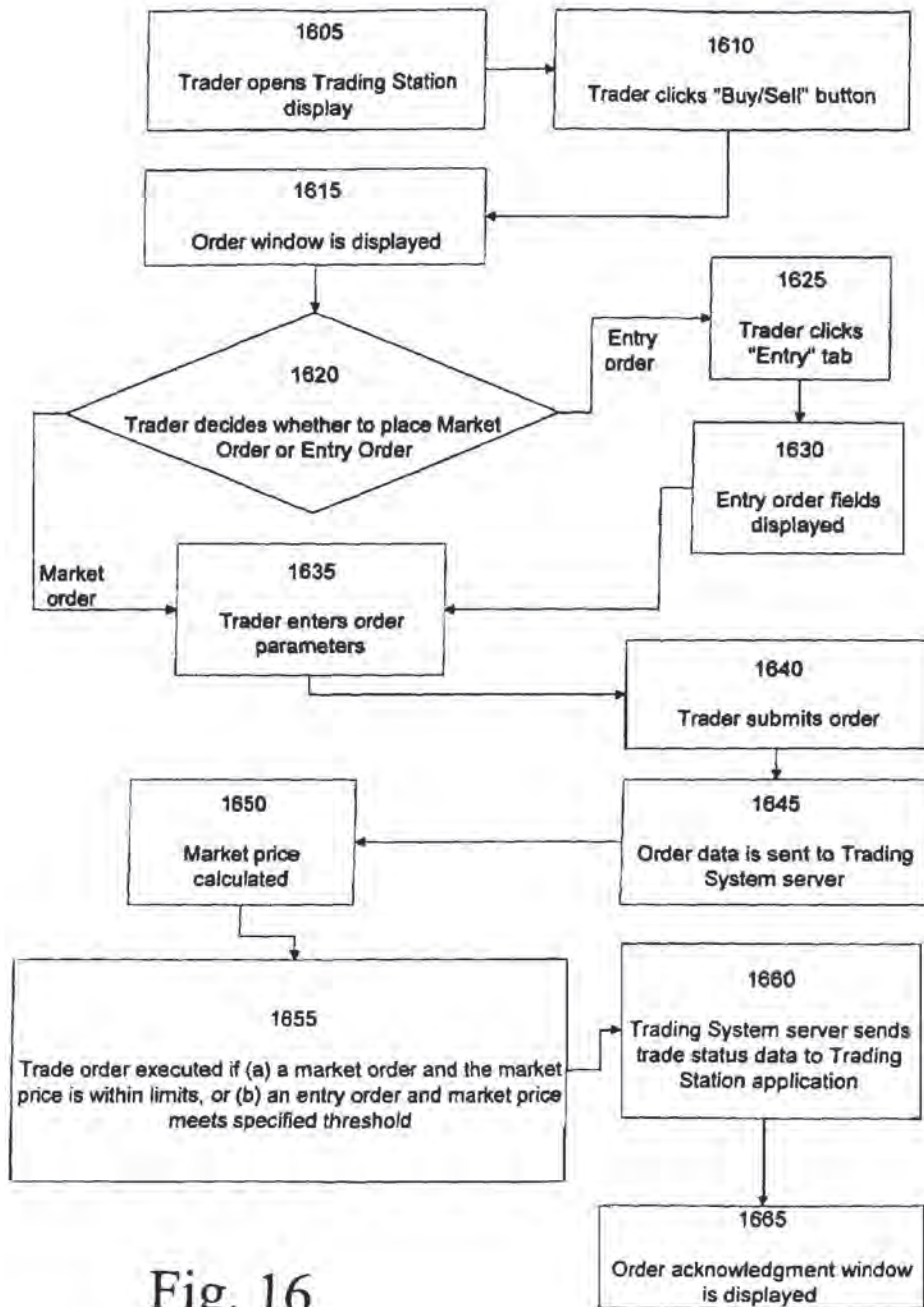 1605
Trader opens Trading Station
display
1610
Trader clicks "Buy/Sell" button
1615
Order window is displayed
1620
Trader decides whether to place Market
Order or Entry Order
Entry
order
1625
Trader clicks
"Entry" tab
1630
Entry order fields
displayed
Market
order
1635
Trader enters order
parameters
1640
Trader submits order
1645
Order data is sent to Trading
System server
1650
Market price
calculated
1655
Trade order executed if (a) a market order and the market
price is within limits, or (b) an entry order and market price
meets specified threshold
1660
Trading System server sends
trade status data to Trading
Station application
1665
Order acknowledgment window
is displayed
Fig. 16